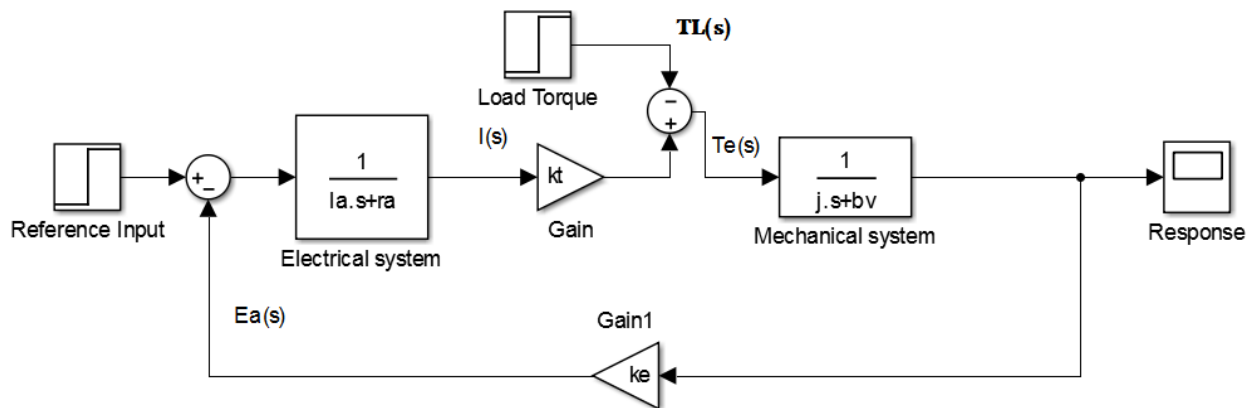 TL(s)
Load Torque
I(s)
Te(s)
+
-
1
la.s+ra
kt
-
+
1
j.s+bv
Reference Input
Electrical system
Gain
Mechanical system
Response
Ea(s)
Gain1
ke